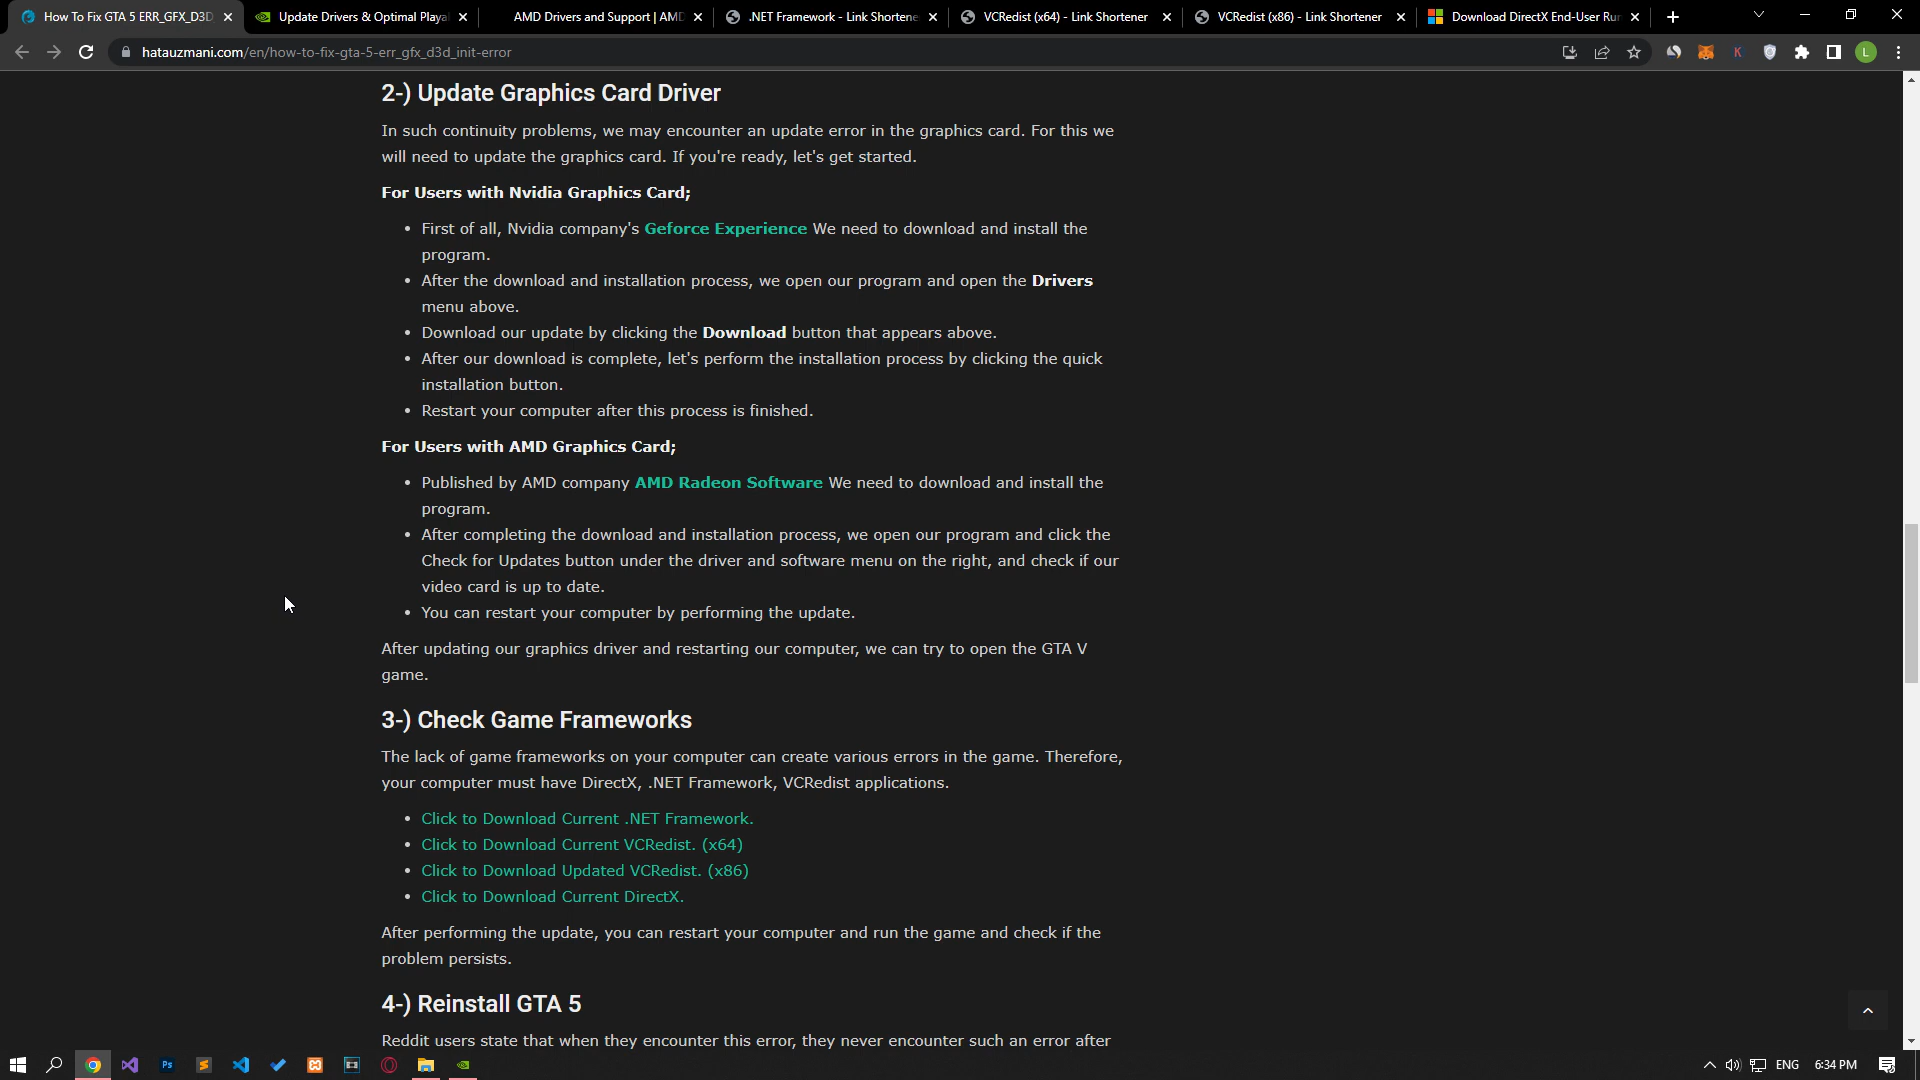 How To Fix GTA 5 ERR_GFX_D3D
Update Drivers & Optimal Playa
AMD Drivers and Support | AMD
.NET Framework - Link Shortene
VCRedist (x64) - Link Shortener
VCRedist (x86) - Link Shortener
Download DirectX End-User Run
hatauzmani.com/en/how-to-fix-gta-5-err_gfx_d3d_init-error
K
L
2-) Update Graphics Card Driver
In such continuity problems, we may encounter an update error in the graphics card. For this we
will need to update the graphics card. If you're ready, let's get started.
For Users with Nvidia Graphics Card;
• First of all, Nvidia company's Geforce Experience We need to download and install the
program.
• After the download and installation process, we open our program and open the Drivers
menu above.
• Download our update by clicking the Download button that appears above.
• After our download is complete, let's perform the installation process by clicking the quick
installation button.
• Restart your computer after this process is finished.
For Users with AMD Graphics Card;
• Published by AMD company AMD Radeon Software We need to download and install the
program.
• After completing the download and installation process, we open our program and click the
Check for Updates button under the driver and software menu on the right, and check if our
video card is up to date.
• You can restart your computer by performing the update.
After updating our graphics driver and restarting our computer, we can try to open the GTA V
game.
3-) Check Game Frameworks
The lack of game frameworks on your computer can create various errors in the game. Therefore,
your computer must have DirectX, .NET Framework, VCRedist applications.
• Click to Download Current .NET Framework.
• Click to Download Current VCRedist. (x64)
• Click to Download Updated VCRedist. (x86)
• Click to Download Current DirectX.
After performing the update, you can restart your computer and run the game and check if the
problem persists.
4-) Reinstall GTA 5
Reddit users state that when they encounter this error, they never encounter such an error after
Ps
ENG
6:34 PM